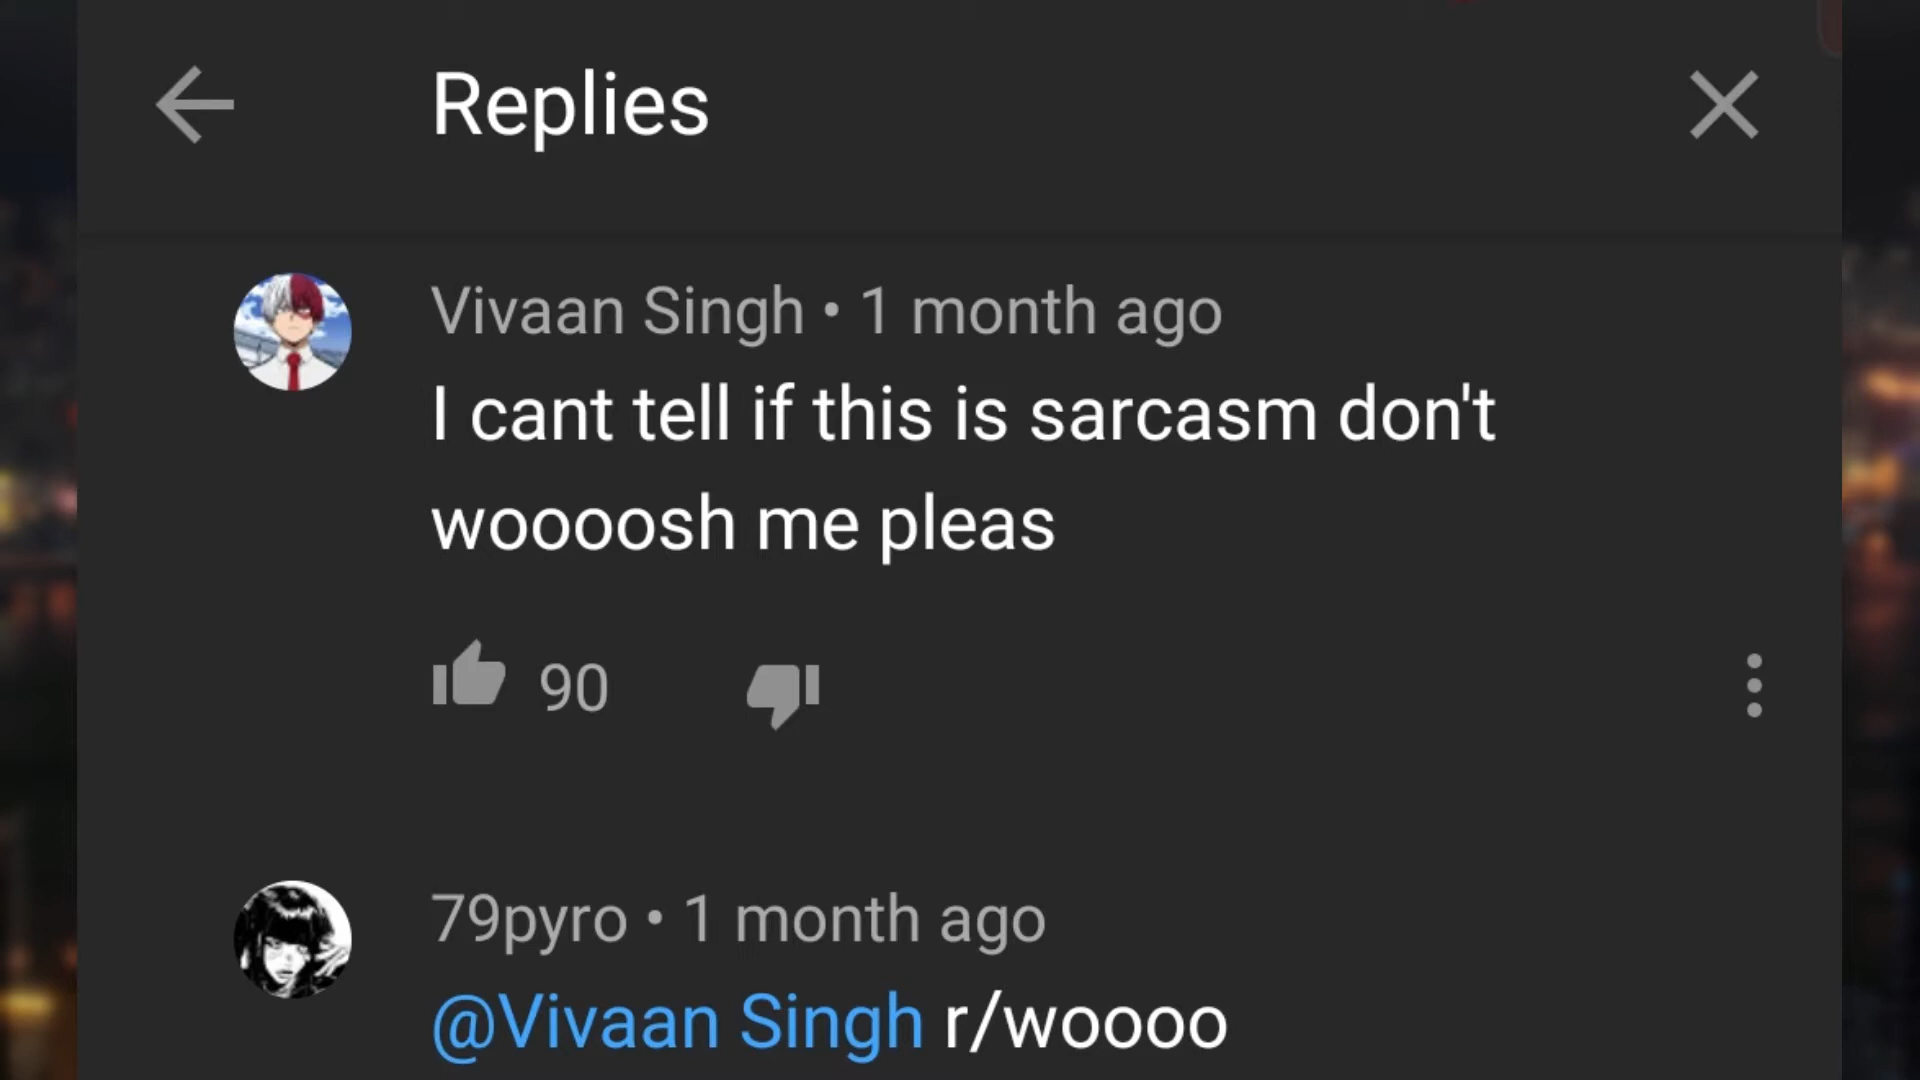 Replies
Vivaan Singh • 1 month ago
I cant tell if this is sarcasm don't
woooosh me pleas
90
79pyro • 1 month ago
@Vivaan Singh r/woooo